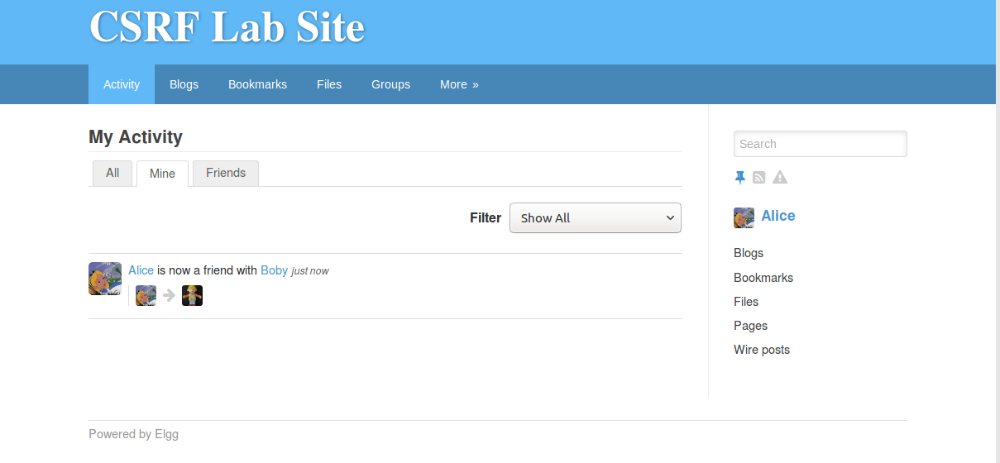 CSRF Lab Site
Activity Blogs Bookmarks Files Groups More »
My Activity
All Mine Friends
Filter Show All
Alice is now a friend with Boby just now
Search
Alice
Blogs
Bookmarks
Files
Pages
Wire posts
Powered by Elgg